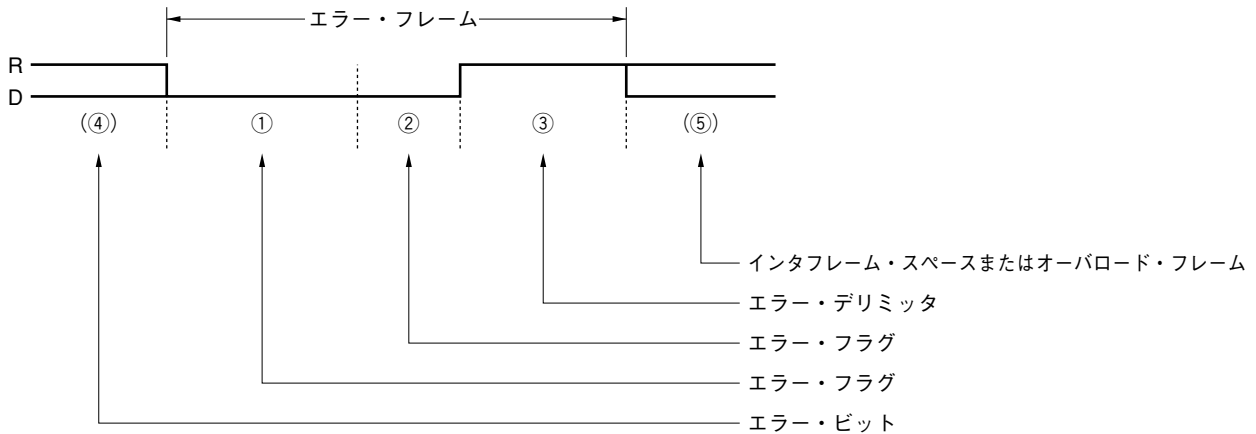 エラー・フレーム
R
D
(④) ① ② ③ (⑤)
インタフレーム・スペースまたはオーバロード・フレーム
エラー・デリミッタ
エラー・フラグ
エラー・フラグ
エラー・ビット